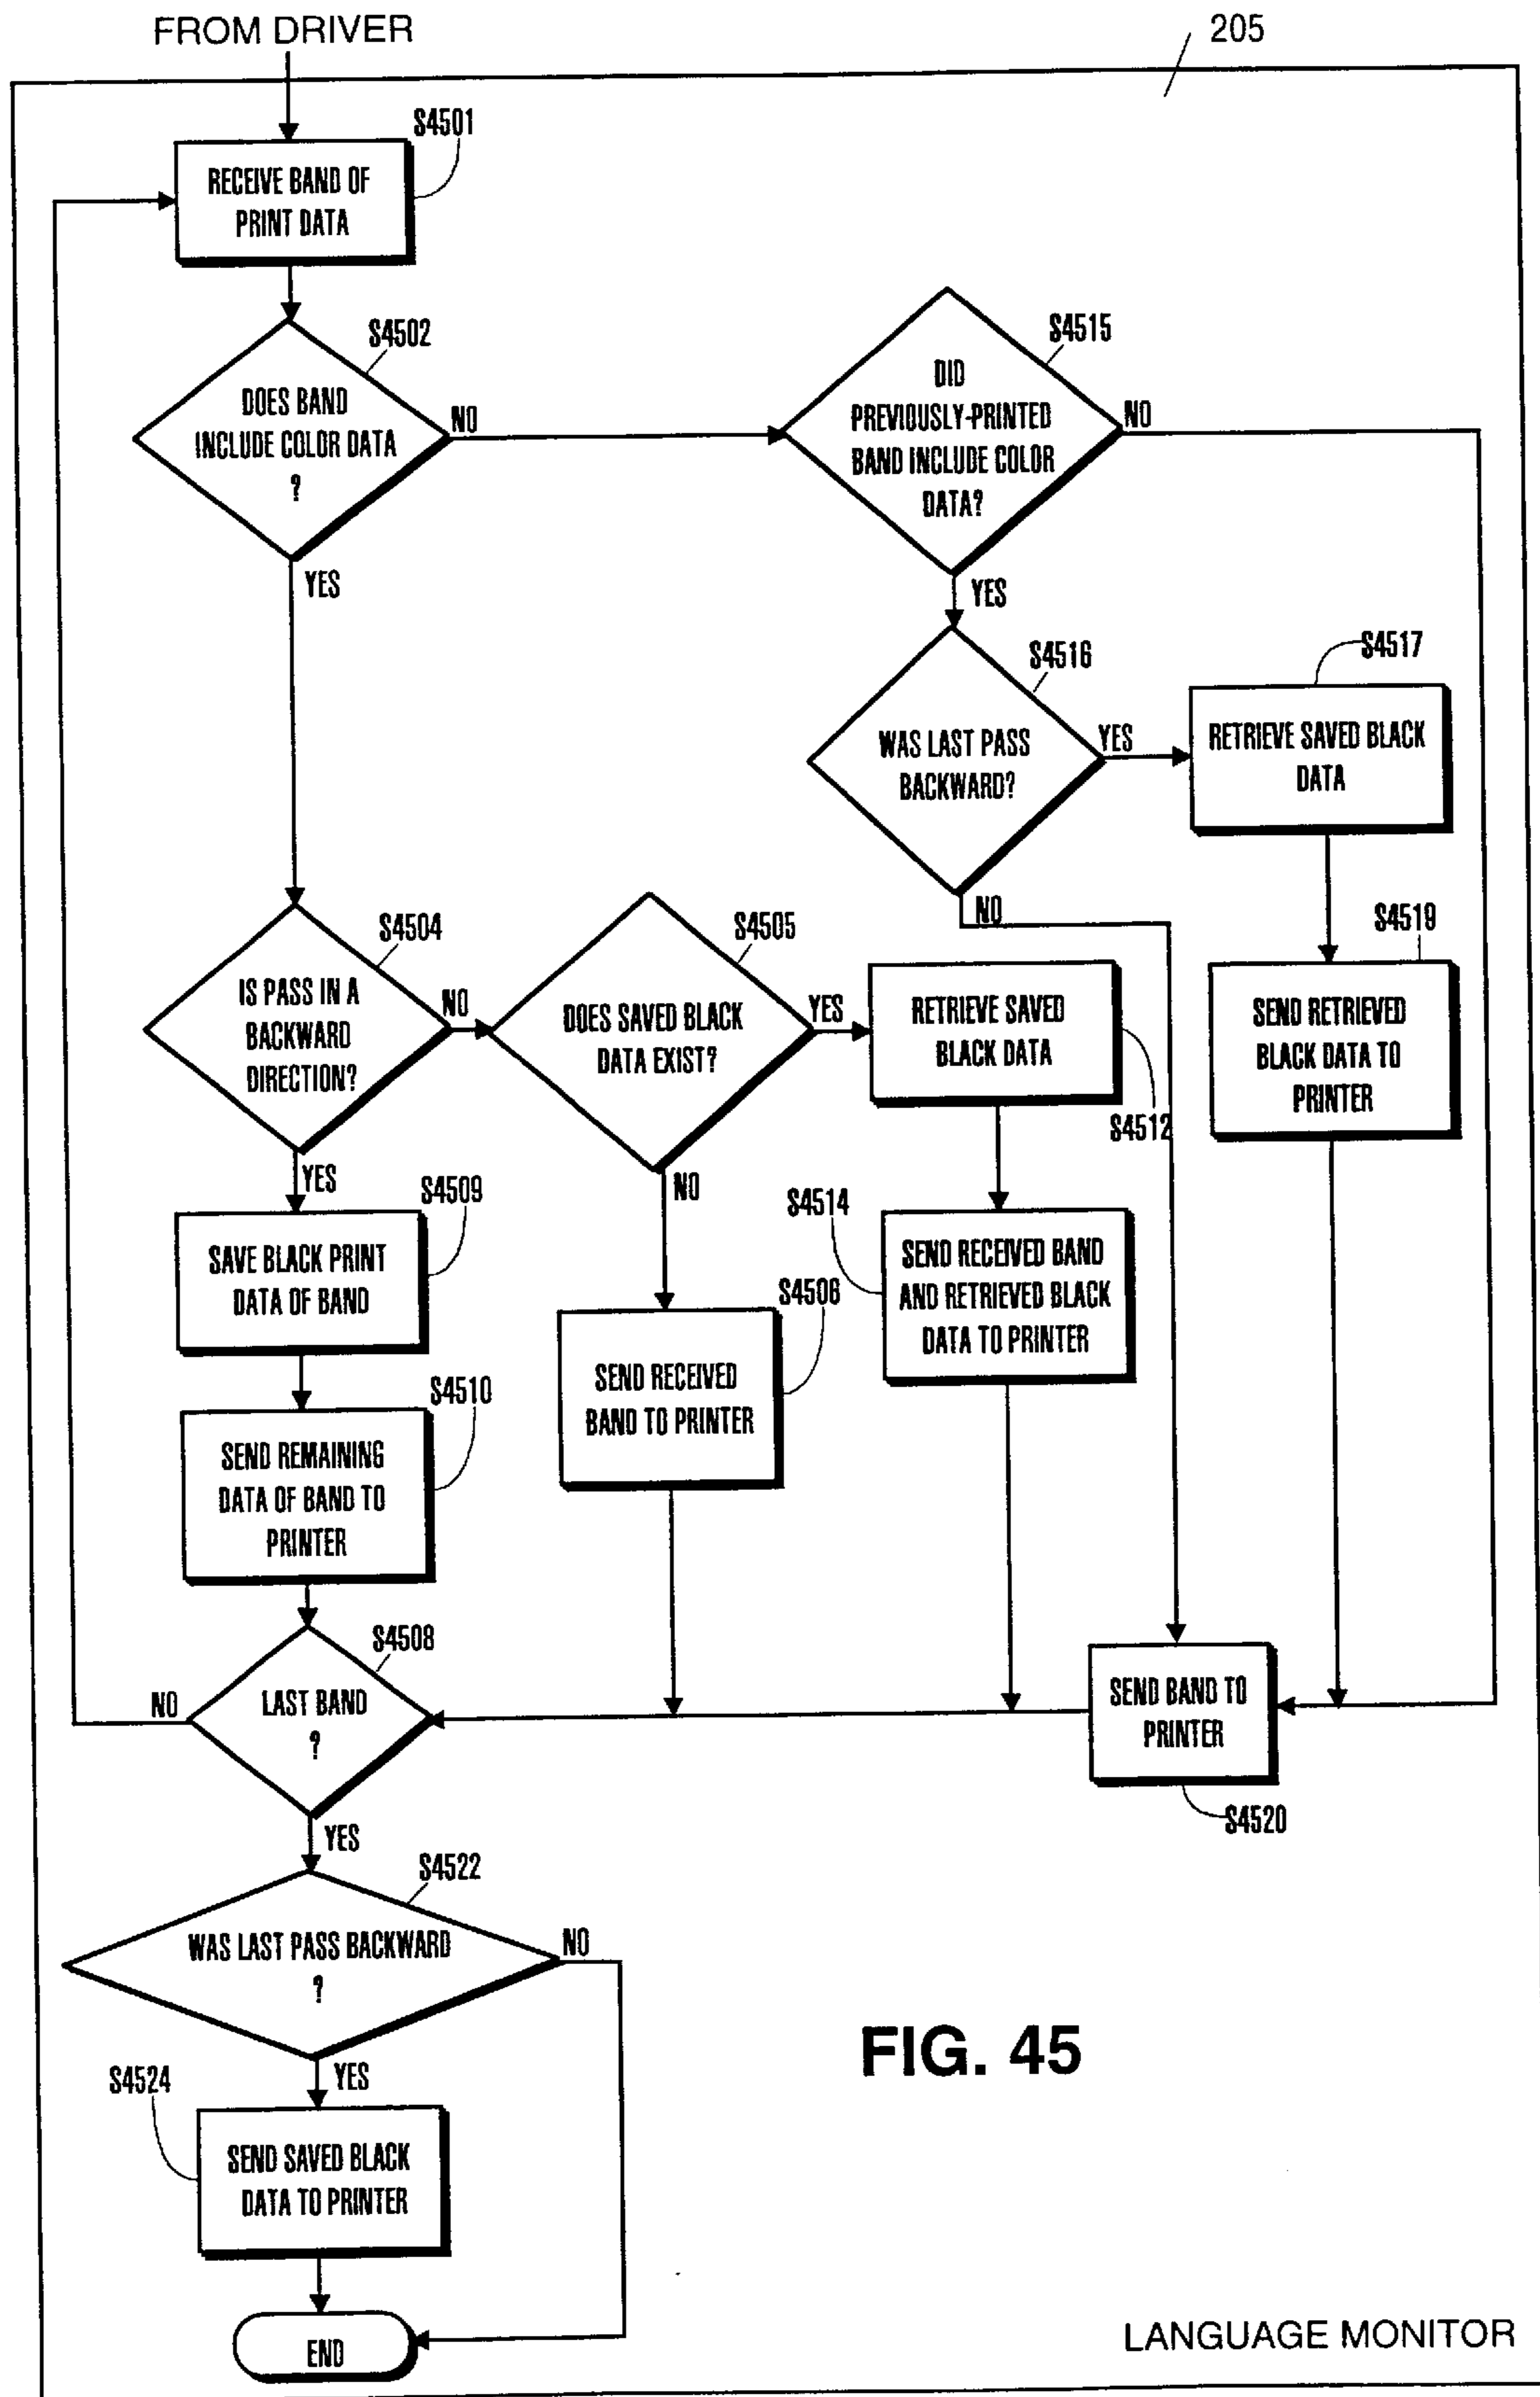 FROM DRIVER
205
S4501
RECEIVE BAND OF
PRINT DATA
S4502
DOES BAND
INCLUDE COLOR DATA
?
NO
YES
S4515
DID
PREVIOUSLY-PRINTED
BAND INCLUDE COLOR
DATA?
NO
YES
S4516
WAS LAST PASS
BACKWARD?
YES
NO
S4517
RETRIEVE SAVED BLACK
DATA
S4519
SEND RETRIEVED
BLACK DATA TO
PRINTER
S4504
IS PASS IN A
BACKWARD
DIRECTION?
NO
YES
S4505
DOES SAVED BLACK
DATA EXIST?
YES
NO
RETRIEVE SAVED
BLACK DATA
S4512
S4509
SAVE BLACK PRINT
DATA OF BAND
S4514
SEND RECEIVED BAND
AND RETRIEVED BLACK
DATA TO PRINTER
S4506
SEND RECEIVED
BAND TO PRINTER
S4510
SEND REMAINING
DATA OF BAND TO
PRINTER
S4508
LAST BAND
?
NO
YES
SEND BAND TO
PRINTER
S4520
S4522
WAS LAST PASS BACKWARD
?
NO
YES
S4524
SEND SAVED BLACK
DATA TO PRINTER
END
FIG. 45
LANGUAGE MONITOR